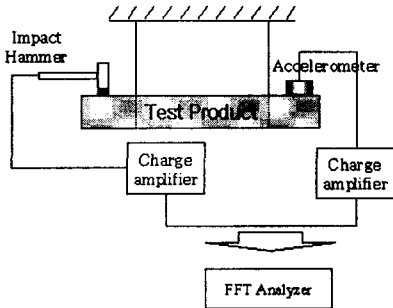 Impact
Hammer
Accelerometer
Test Product
Charge
amplifier
Charge
amplifier
FFT Analyzer